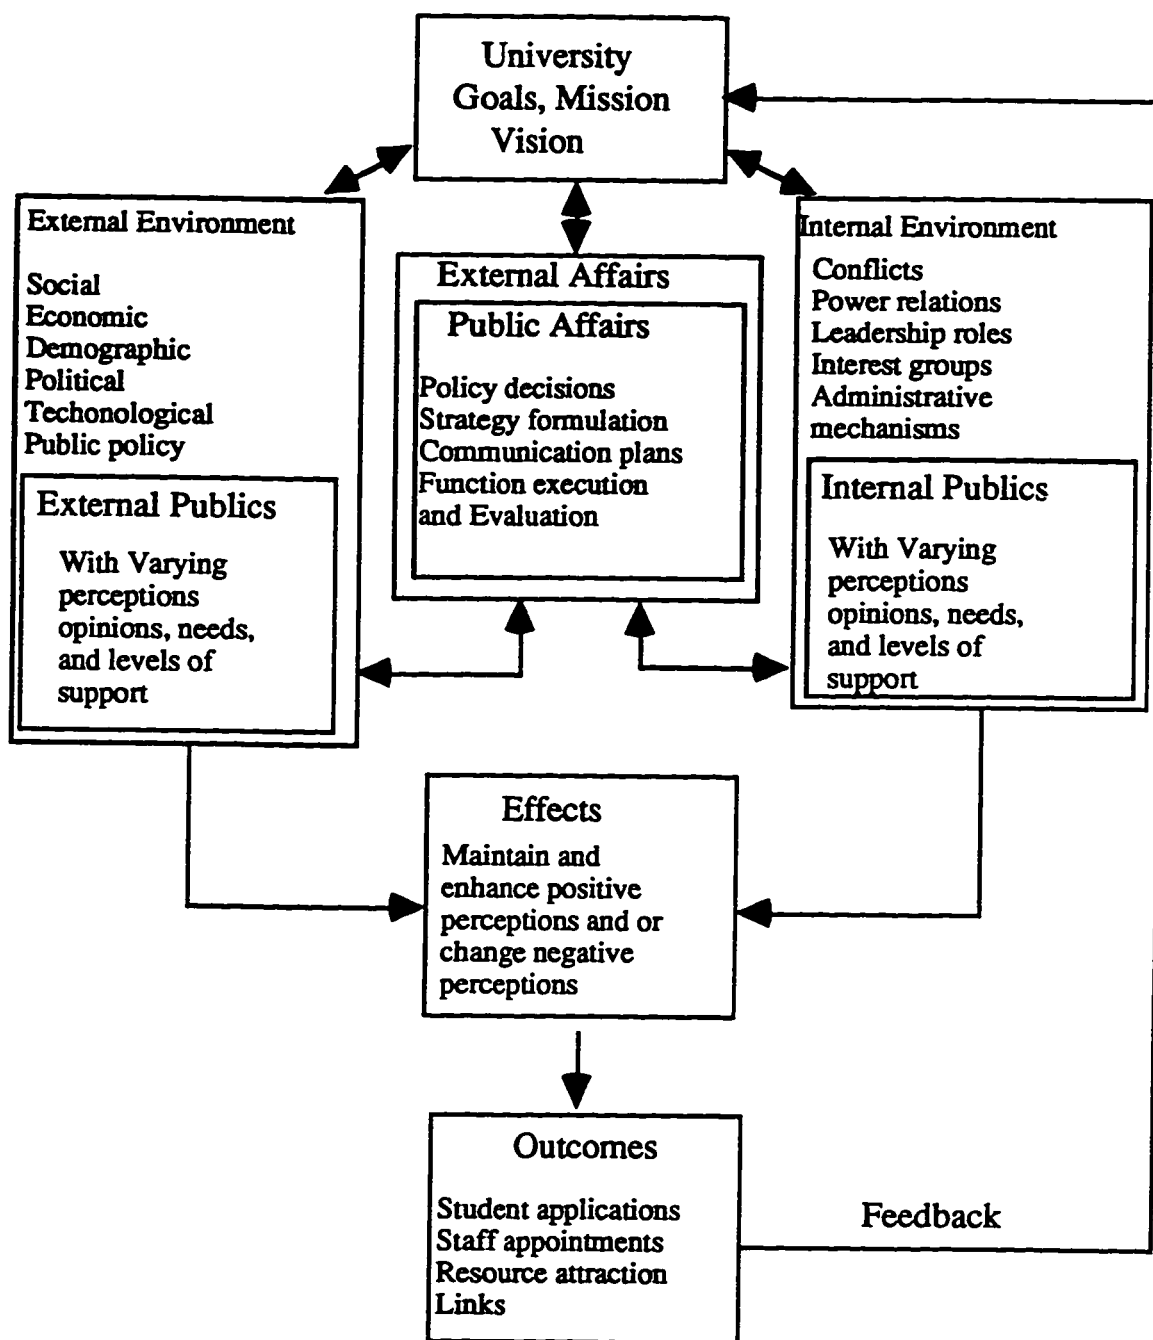 University
Goals, Mission
Vision
External Environment
Social
Economic
Demographic
Political
Techonological
Public policy
External Publics
With Varying
perceptions
opinions, needs,
and levels of
support
External Affairs
Public Affairs
Policy decisions
Strategy formulation
Communication plans
Function execution
and Evaluation
Internal Environment
Conflicts
Power relations
Leadership roles
Interest groups
Administrative
mechanisms
Internal Publics
With Varying
perceptions
opinions, needs,
and levels of
support
Effects
Maintain and
enhance positive
perceptions and or
change negative
perceptions
Outcomes
Student applications
Staff appointments
Resource attraction
Links
Feedback